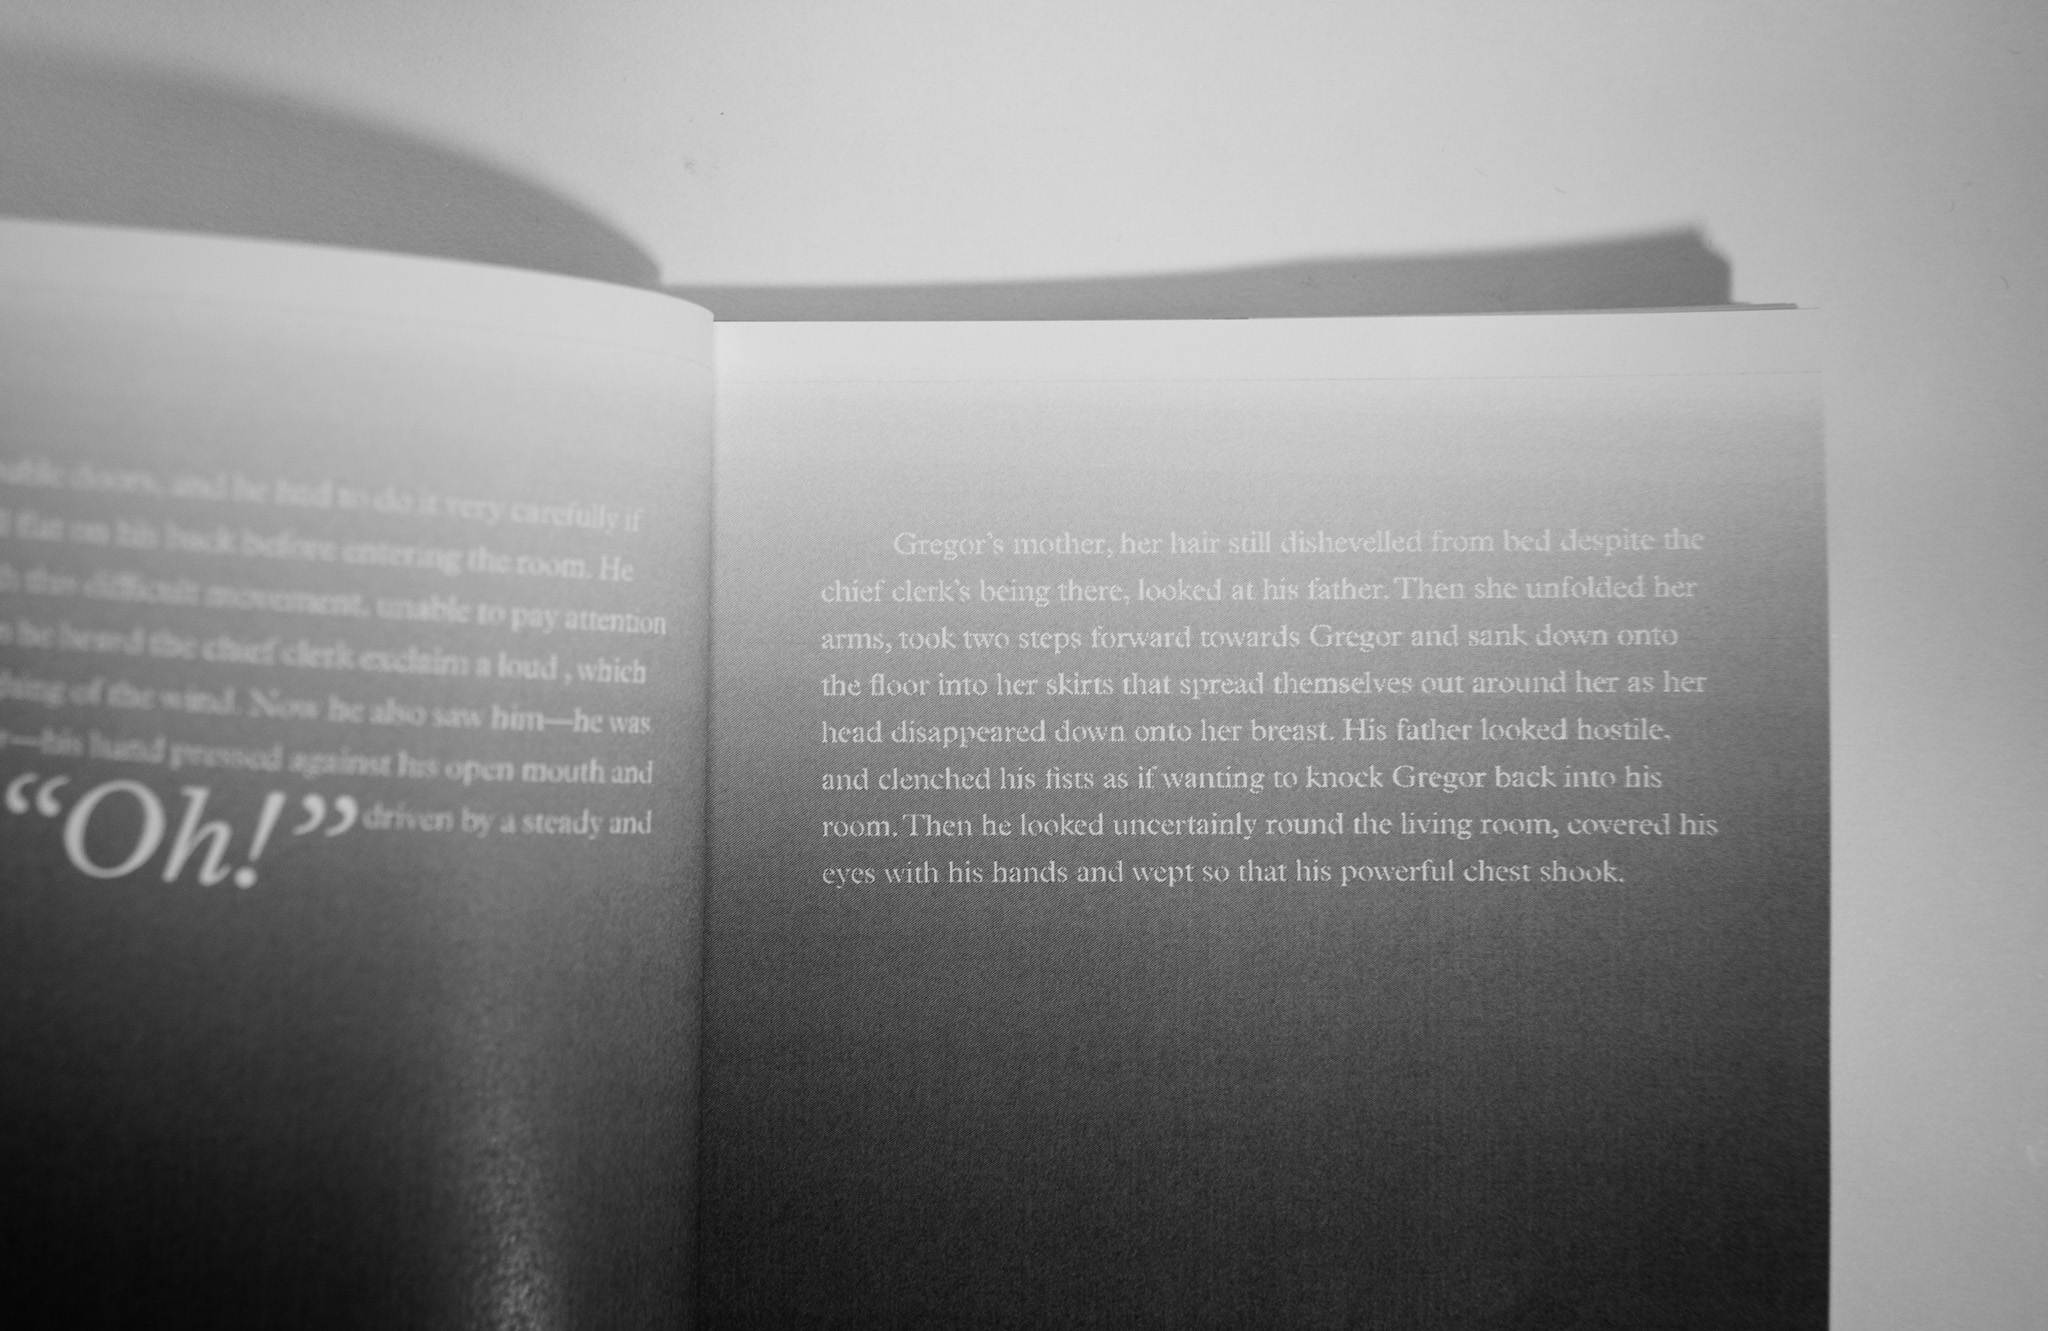 doors, and he had to do it very carefully if
flat on his back before entering the room. He
the difficult movement, unable to pay attention
he heard the chief clerk exclaim a loud , which
of the wind. Now he also saw him—he was
—his hand pressed against his open mouth and
“Oh!” driven by a steady and
Gregor’s mother, her hair still dishevelled from bed despite the
chief clerk’s being there, looked at his father. Then she unfolded her
arms, took two steps forward towards Gregor and sank down onto
the floor into her skirts that spread themselves out around her as her
head disappeared down onto her breast. His father looked hostile,
and clenched his fists as if wanting to knock Gregor back into his
room. Then he looked uncertainly round the living room, covered his
eyes with his hands and wept so that his powerful chest shook.